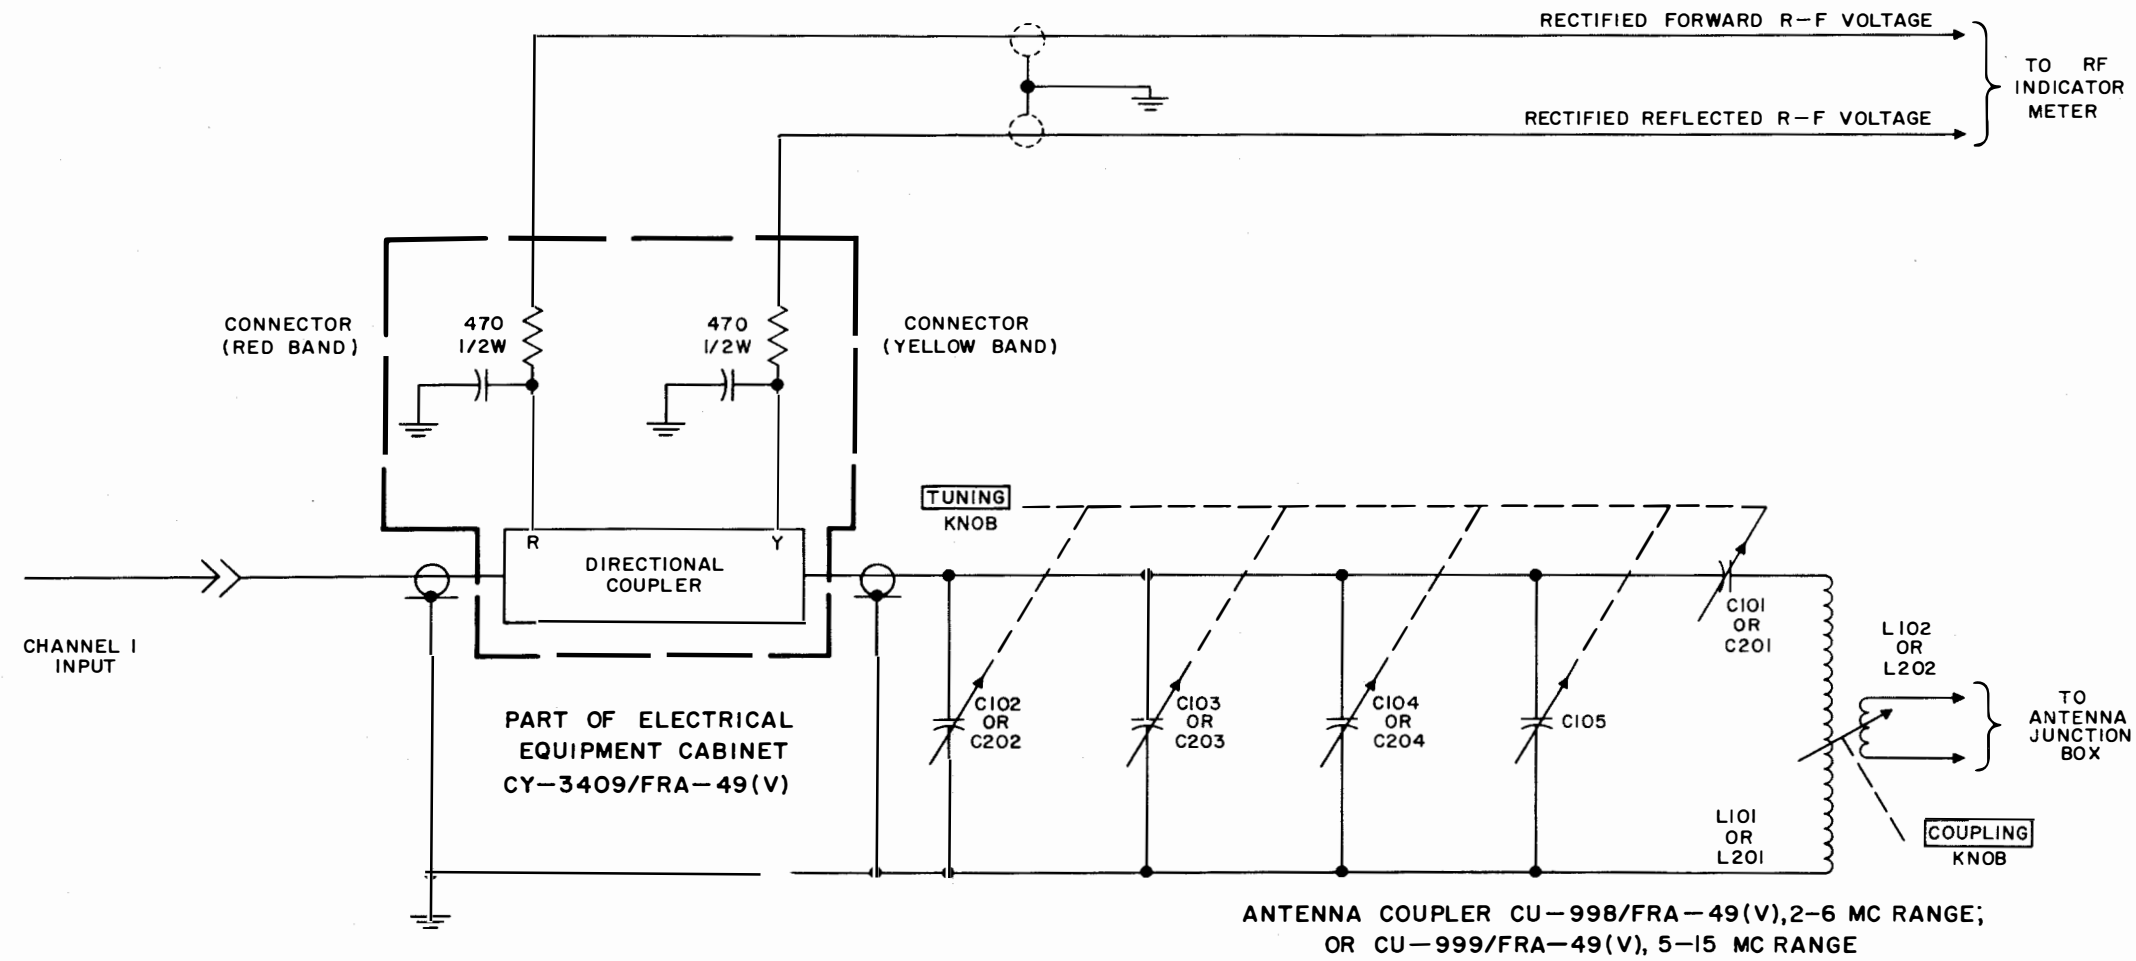 RECTIFIED FORWARD R-F VOLTAGE
TO RF
INDICATOR
METER
RECTIFIED REFLECTED R-F VOLTAGE
CONNECTOR
(RED BAND)
470
1/2W
470
1/2W
CONNECTOR
(YELLOW BAND)
TUNING
KNOB
R
Y
DIRECTIONAL
COUPLER
CHANNEL 1
INPUT
C101
OR
C201
L102
OR
L202
C102
OR
C202
C103
OR
C203
C104
OR
C204
C105
TO
ANTENNA
JUNCTION
BOX
PART OF ELECTRICAL
EQUIPMENT CABINET
CY-3409/FRA-49(V)
L101
OR
L201
COUPLING
KNOB
ANTENNA COUPLER CU-998/FRA-49(V), 2-6 MC RANGE;
OR CU-999/FRA-49(V), 5-15 MC RANGE